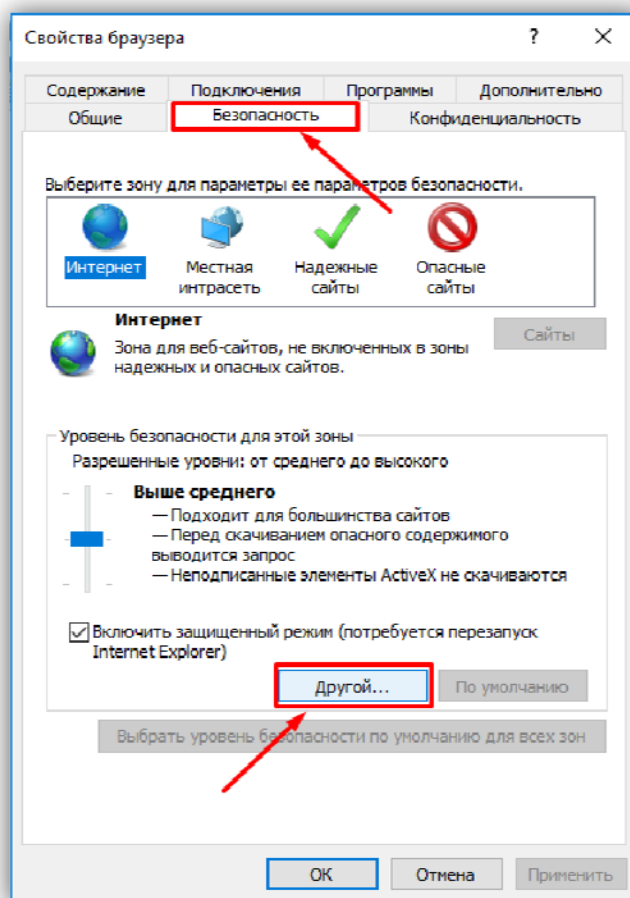 Свойства браузера ? ×
Содержание Подключения Программы Дополнительно
Общие Безопасность Конфиденциальность
Выберите зону для параметры ее параметров безопасности.
Интернет Местная интрасеть Надежные сайты Опасные сайты
Интернет
Сайты
Зона для веб-сайтов, не включенных в зоны
надежных и опасных сайтов.
Уровень безопасности для этой зоны
Разрешенные уровни: от среднего до высокого
Выше среднего
— Подходит для большинства сайтов
— Перед скачиванием опасного содержимого
выводится запрос
— Неподписанные элементы ActiveX не скачиваются
Включить защищенный режим (потребуется перезапуск
Internet Explorer)
Другой... По умолчанию
Выбрать уровень безопасности по умолчанию для всех зон
ОК Отмена Применить